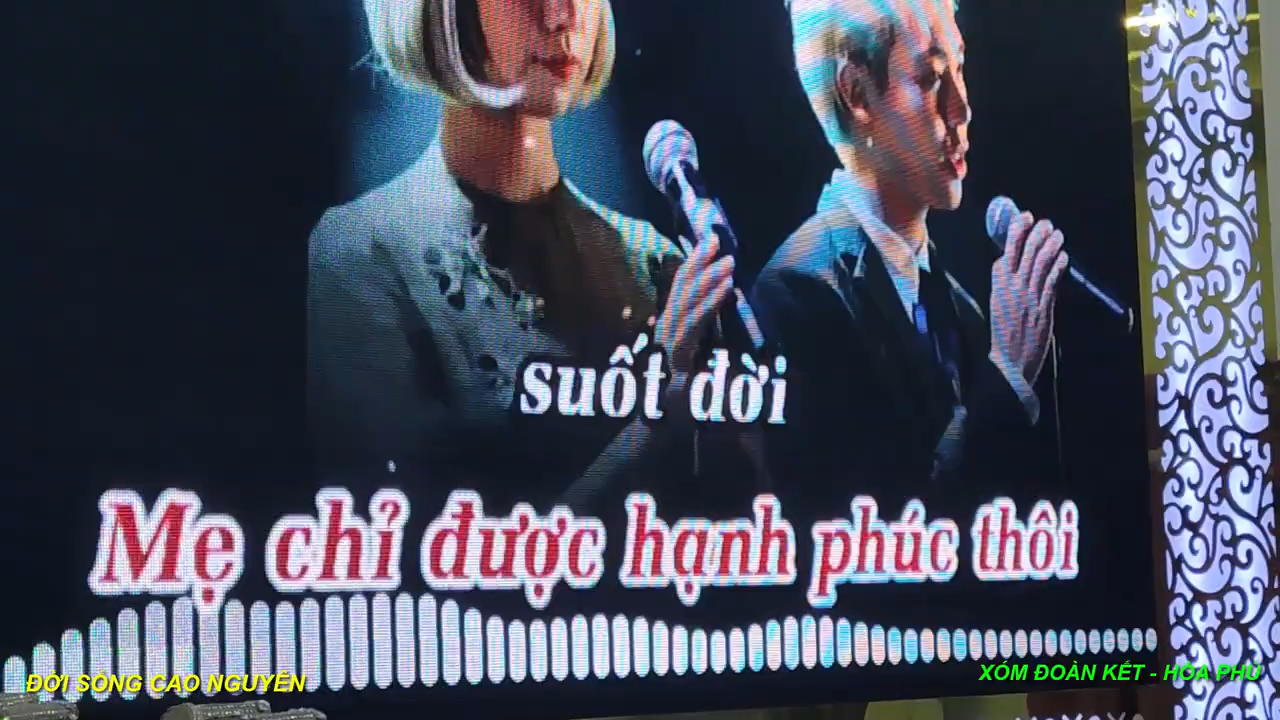 suốt đời
Mẹ chỉ được hạnh phúc thôi
ĐỜI SỐNG CAO NGUYÊN
XÓM ĐOÀN KẾT - HÒA PHÚ